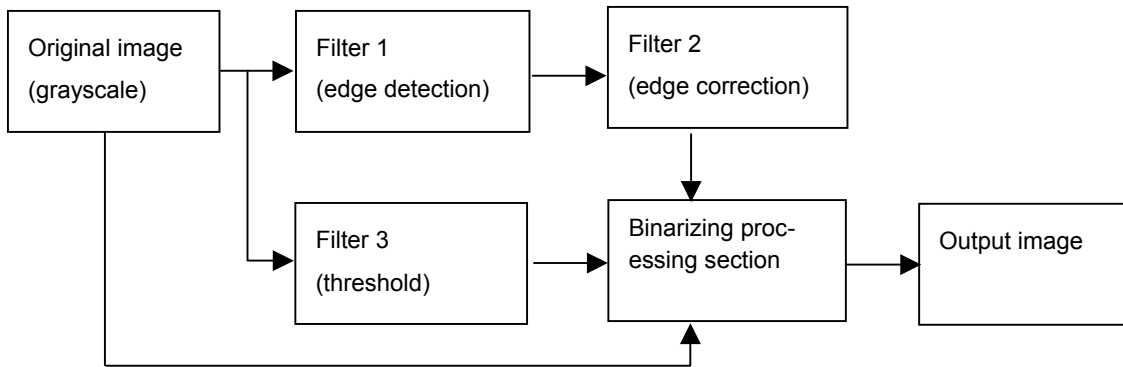 Original image
(grayscale)
Filter 1
(edge detection)
Filter 2
(edge correction)
Filter 3
(threshold)
Binarizing proc-
essing section
Output image